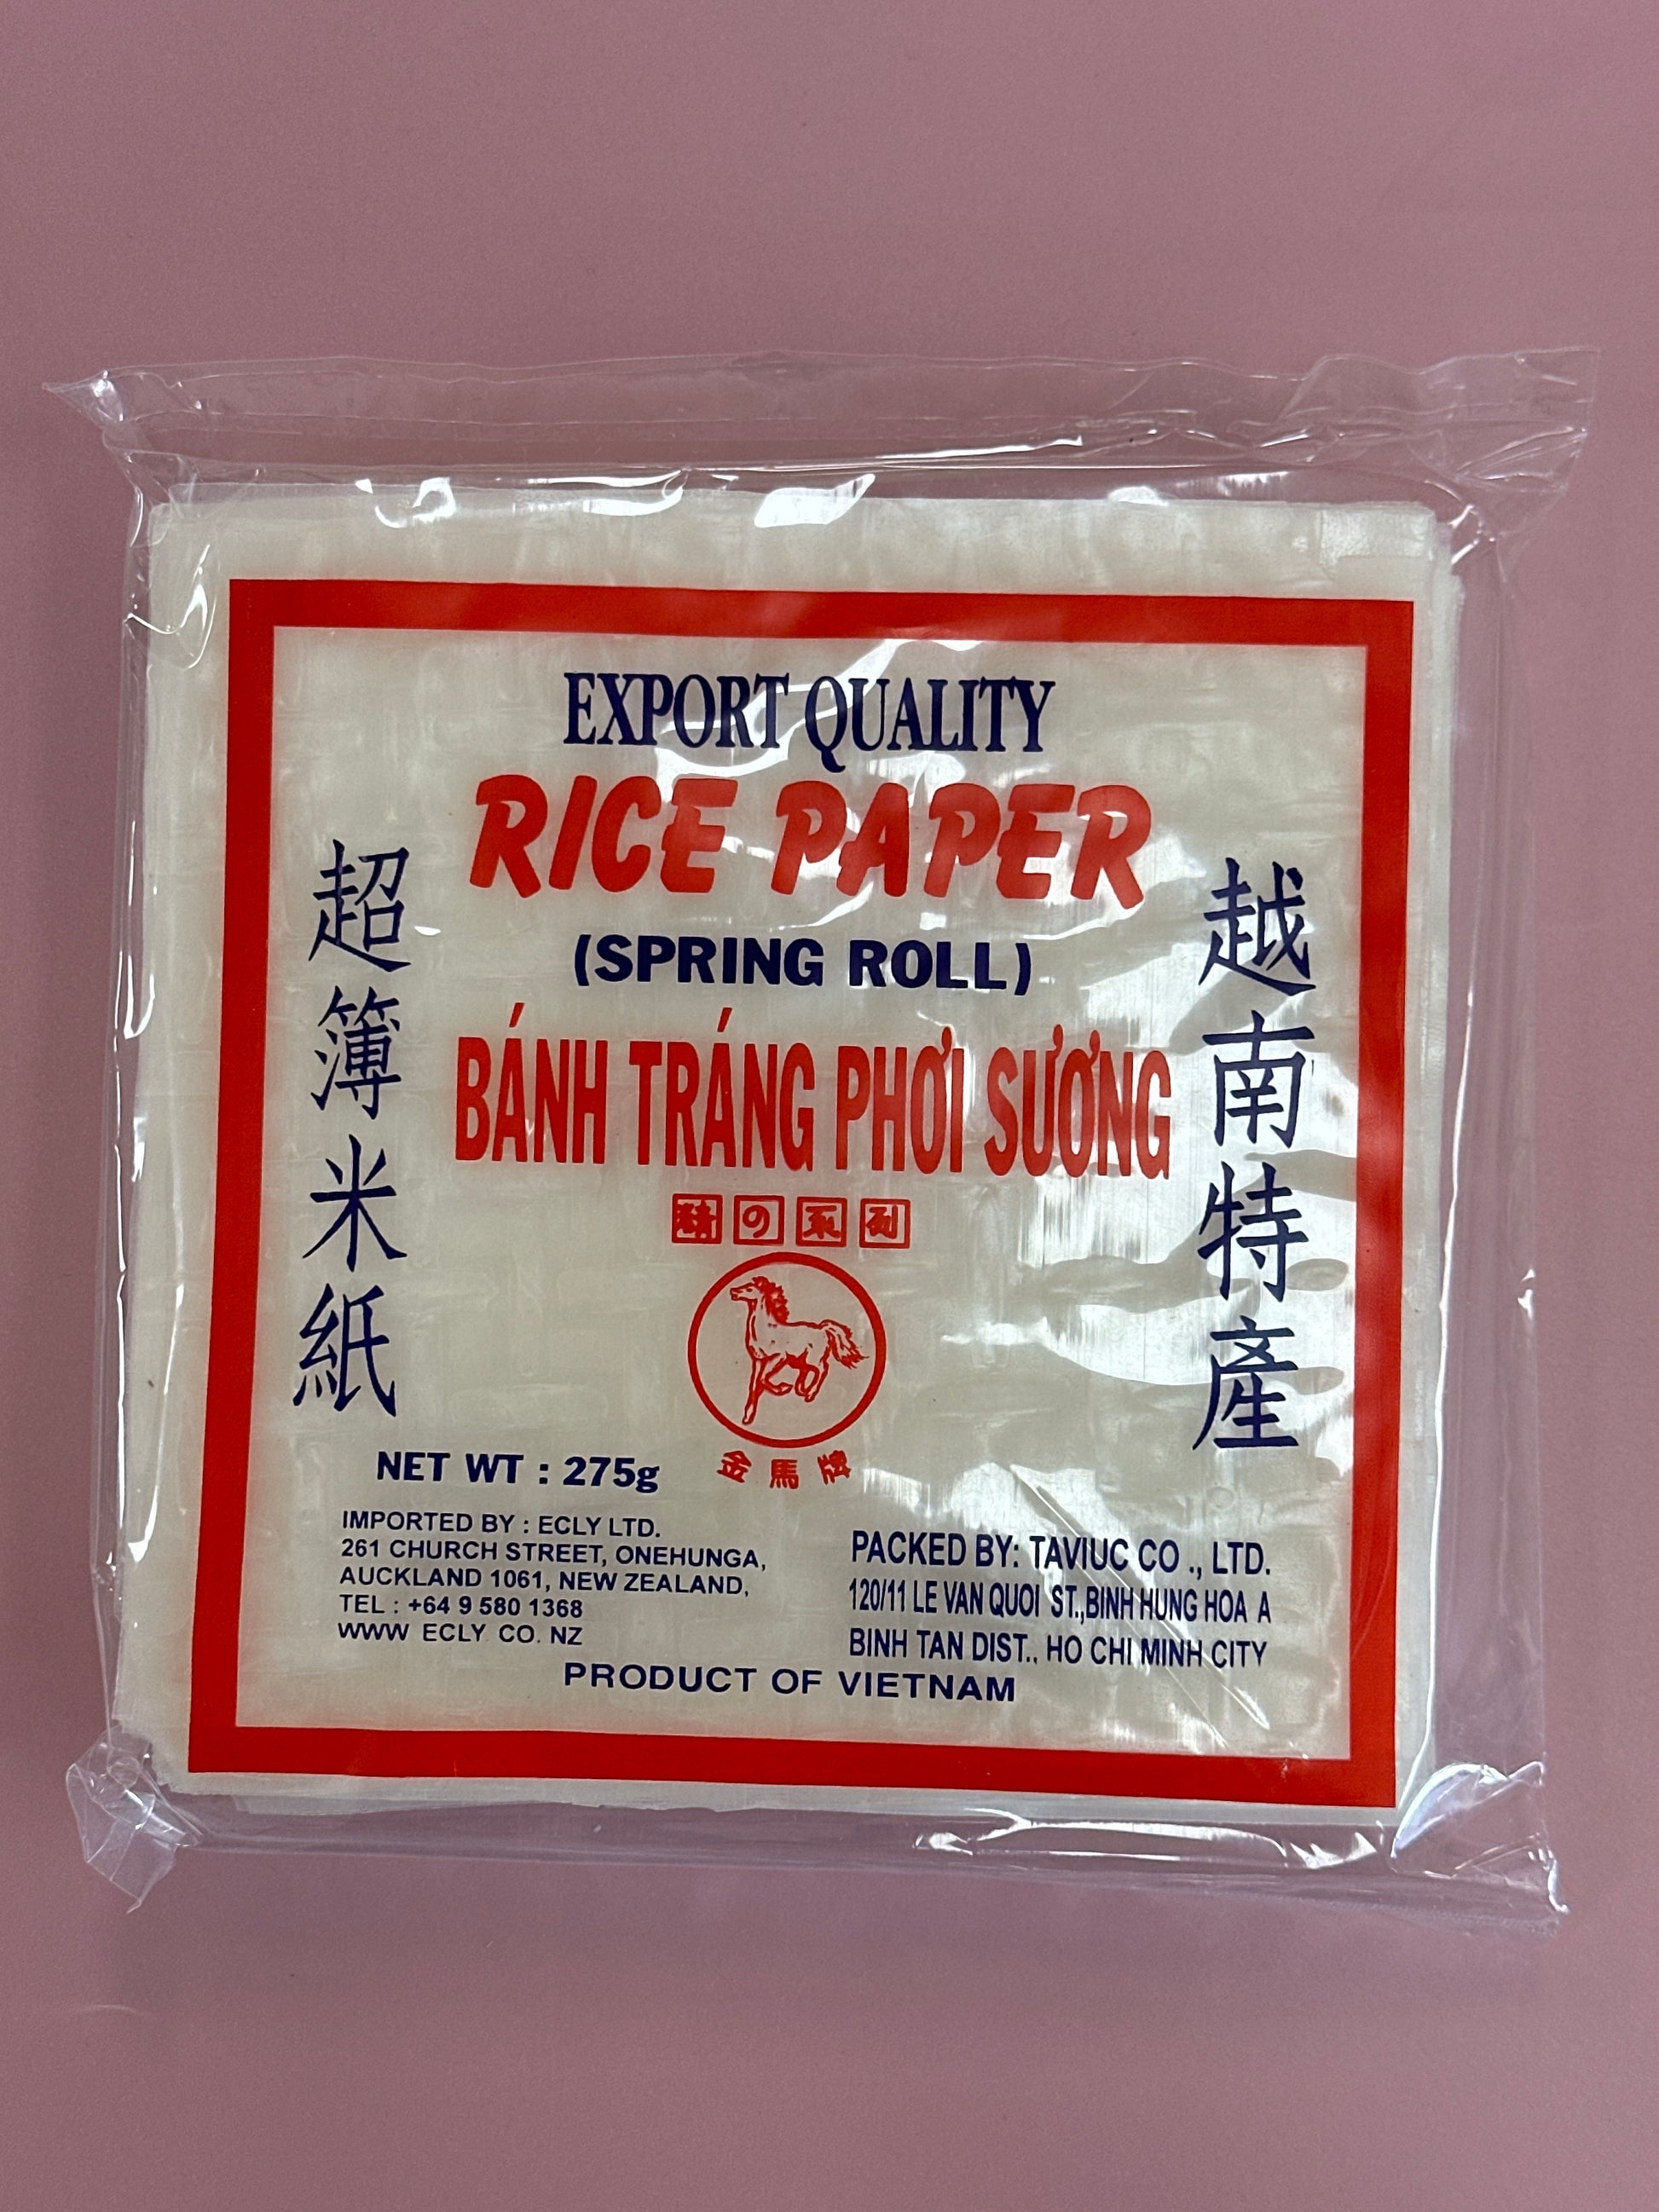 EXPORT QUALITY
RICE PAPER
(SPRING ROLL)
BÁNH TRÁNG PHƠI SƯƠNG
超簿米紙
越南特產
の系列
金馬牌
NET WT : 275g
IMPORTED BY : ECLY LTD.
261 CHURCH STREET, ONEHUNGA,
AUCKLAND 1061, NEW ZEALAND,
TEL : +64 9 580 1368
WWW ECLY CO. NZ
PACKED BY: TAVIUC CO ., LTD.
120/11 LE VAN QUOI ST.,BINH HUNG HOA A
BINH TAN DIST., HO CHI MINH CITY
PRODUCT OF VIETNAM